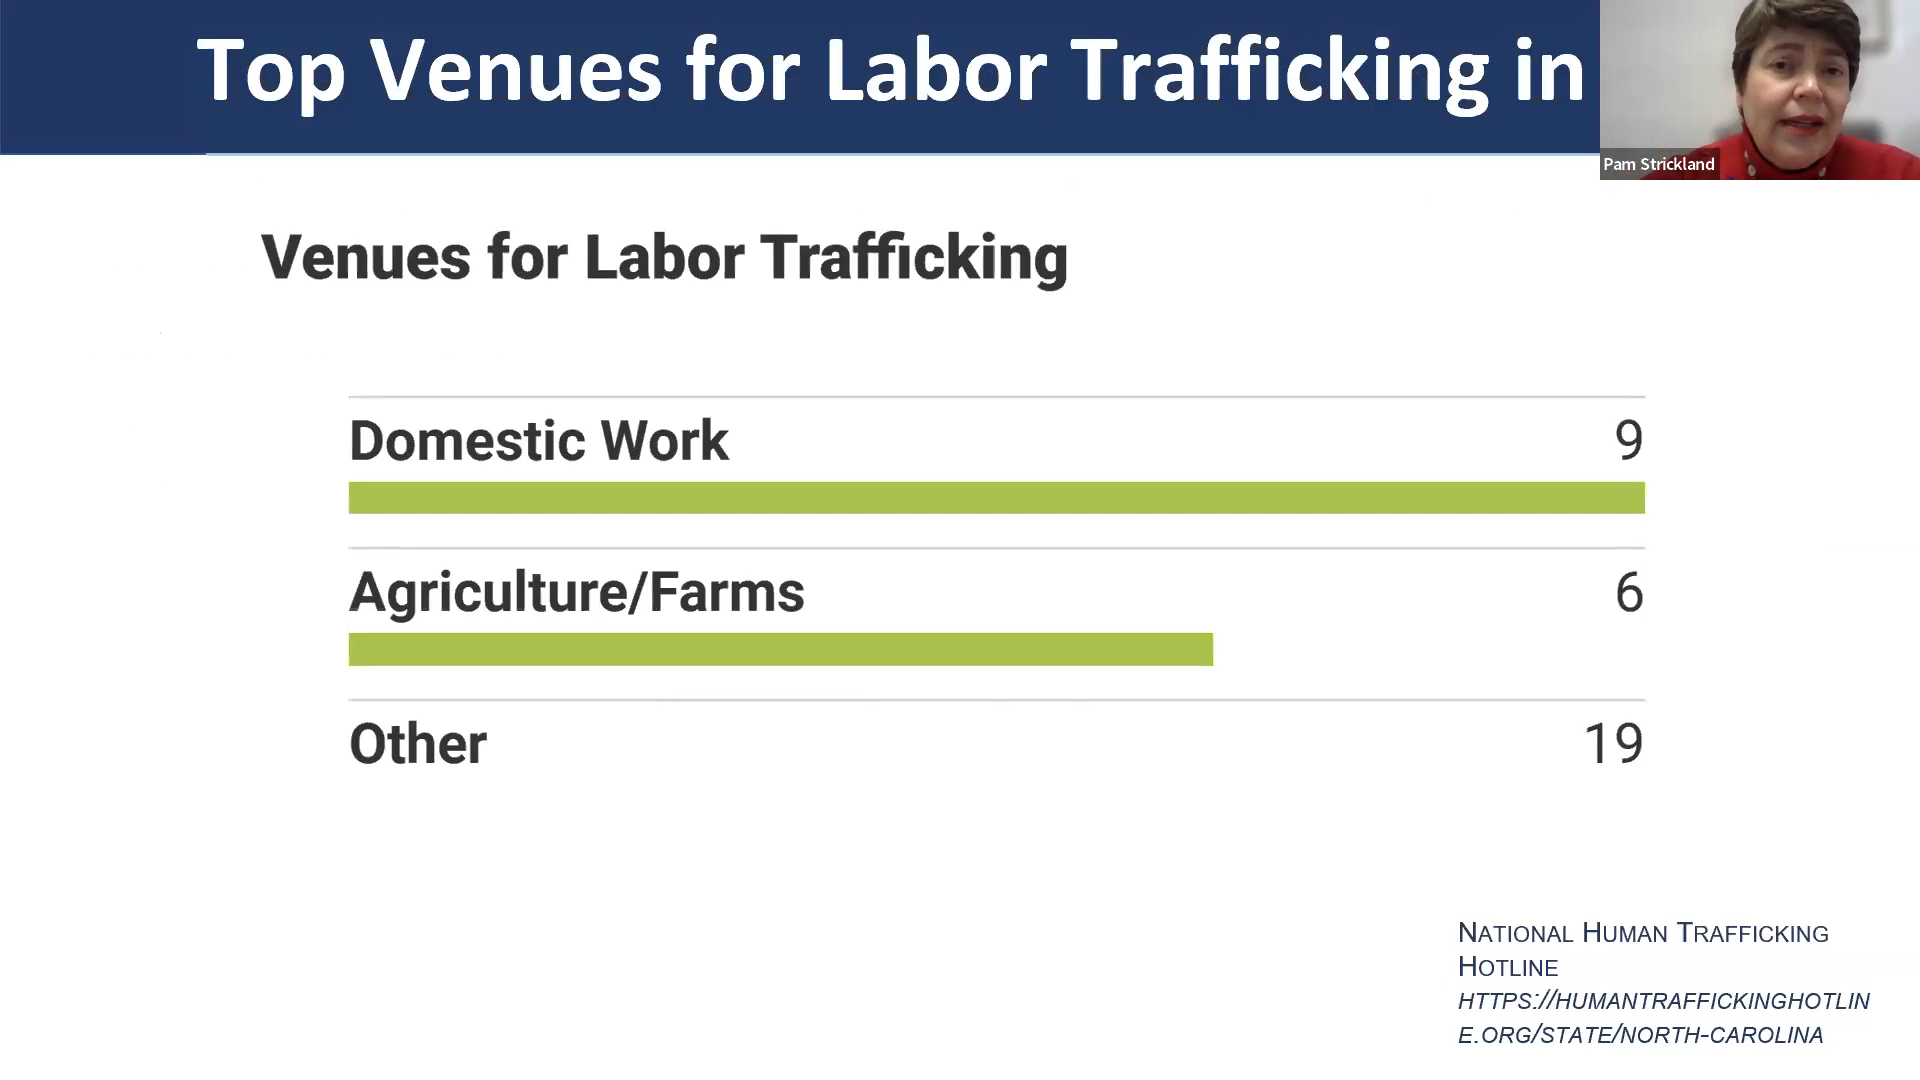 Top Venues for Labor Trafficking in
Pam Strickland
Venues for Labor Trafficking
Domestic Work 9
Agriculture/Farms 6
Other 19
NATIONAL HUMAN TRAFFICKING
HOTLINE
HTTPS://HUMANTRAFFICKINGHOTLIN
E.ORG/STATE/NORTH-CAROLINA